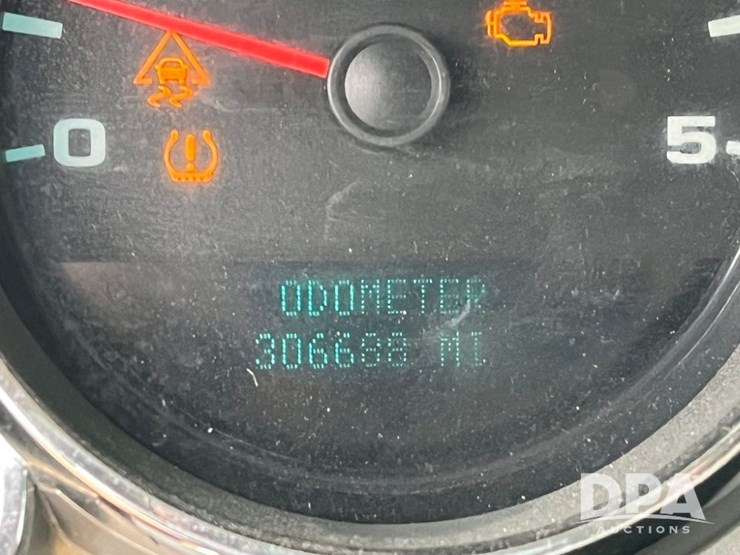 0
5
ODOMETER
306688 MI
DPA
AUCTIONS